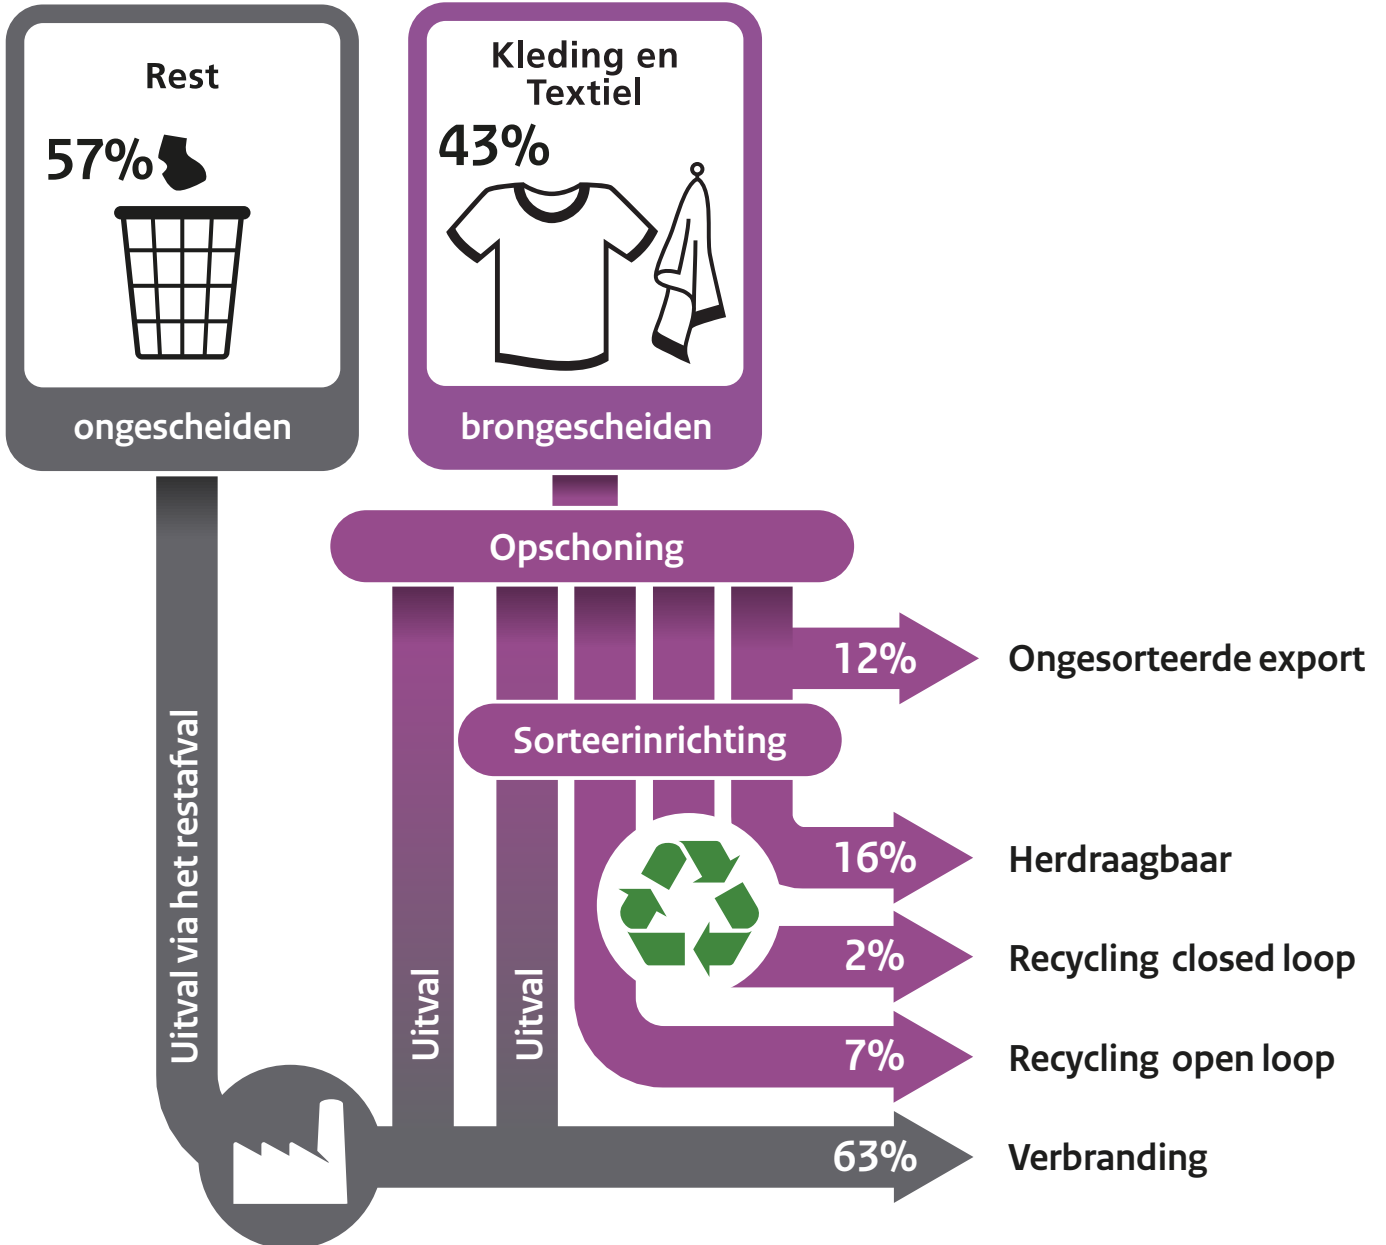 Rest
57%
ongescheiden
Kleding en
Textiel
43%
brongescheiden
Opschoning
12%
Ongesorteerde export
Sorteerinrichting
16%
Herdraagbaar
2%
Recycling closed loop
7%
Recycling open loop
63%
Verbranding
Uitval via het restafval
Uitval
Uitval